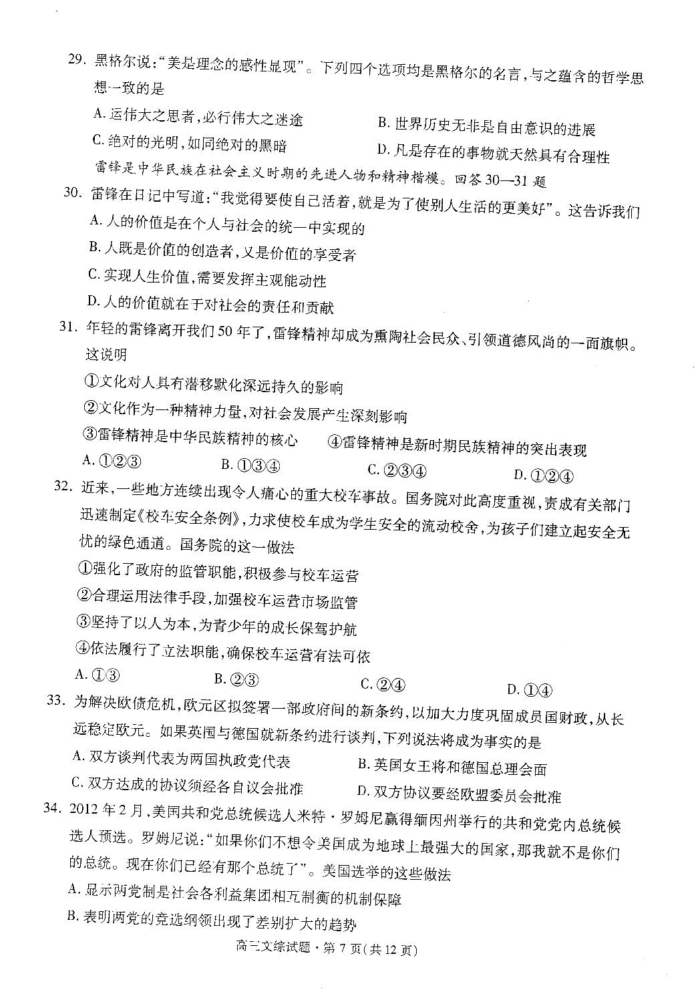 29. 黑格尔说:“美是理念的感性显现”。下列四个选项均是黑格尔的名言,与之蕴含的哲学思
想一致的是
A. 运伟大之思者,必行伟大之迷途 B. 世界历史无非是自由意识的进展
C. 绝对的光明,如同绝对的黑暗 D. 凡是存在的事物就天然具有合理性
雷锋是中华民族在社会主义时期的先进人物和精神楷模。回答30—31题
30. 雷锋在日记中写道:“我觉得要使自己活着,就是为了使别人生活的更美好”。这告诉我们
A. 人的价值是在个人与社会的统一中实现的
B. 人既是价值的创造者,又是价值的享受者
C. 实现人生价值,需要发挥主观能动性
D. 人的价值就在于对社会的责任和贡献
31. 年轻的雷锋离开我们50年了,雷锋精神却成为熏陶社会民众、引领道德风尚的一面旗帜。
这说明
①文化对人具有潜移默化深远持久的影响
②文化作为一种精神力量,对社会发展产生深刻影响
③雷锋精神是中华民族精神的核心 ④雷锋精神是新时期民族精神的突出表现
A. ①②③ B. ①③④ C. ②③④ D. ①②④
32. 近来,一些地方连续出现令人痛心的重大校车事故。国务院对此高度重视,责成有关部门
迅速制定《校车安全条例》,力求使校车成为学生安全的流动校舍,为孩子们建立起安全无
忧的绿色通道。国务院的这一做法
①强化了政府的监管职能,积极参与校车运营
②合理运用法律手段,加强校车运营市场监管
③坚持了以人为本,为青少年的成长保驾护航
④依法履行了立法职能,确保校车运营有法可依
A. ①③ B. ②③ C. ②④ D. ①④
33. 为解决欧债危机,欧元区拟签署一部政府间的新条约,以加大力度巩固成员国财政,从长
远稳定欧元。如果英国与德国就新条约进行谈判,下列说法将成为事实的是
A. 双方谈判代表为两国执政党代表 B. 英国女王将和德国总理会面
C. 双方达成的协议须经各自议会批准 D. 双方协议要经欧盟委员会批准
34. 2012年2月,美国共和党总统候选人米特·罗姆尼赢得缅因州举行的共和党党内总统候
选人预选。罗姆尼说:“如果你们不想令美国成为地球上最强大的国家,那我就不是你们
的总统。现在你们已经有那个总统了”。美国选举的这些做法
A. 显示两党制是社会各利益集团相互制衡的机制保障
B. 表明两党的竞选纲领出现了差别扩大的趋势
高三文综试题·第7页(共12页)